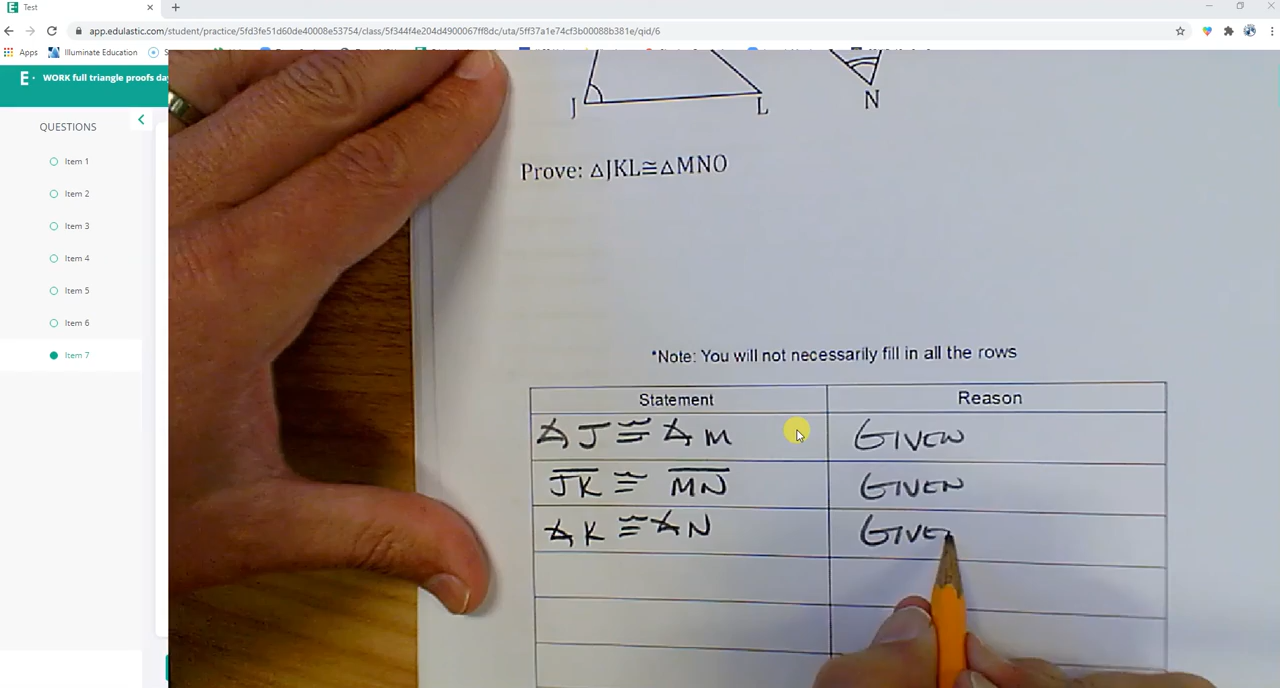 Test
app.edulastic.com/student/practice/5fd3fe51d60de40008e53754/class/5f344f4e204d4900067ff8dc/uta/5ff37a1e74cf3b00088b381e/qid/6
Apps Illuminate Education
E WORK full triangle proofs day
QUESTIONS
Item 1
Item 2
Item 3
Item 4
Item 5
Item 6
Item 7
J L N
Prove: △JKL≅△MNO
*Note: You will not necessarily fill in all the rows
Statement Reason
∡J ≅ ∡M GIVEN
JK ≅ MN GIVEN
∡K ≅ ∡N GIVEN